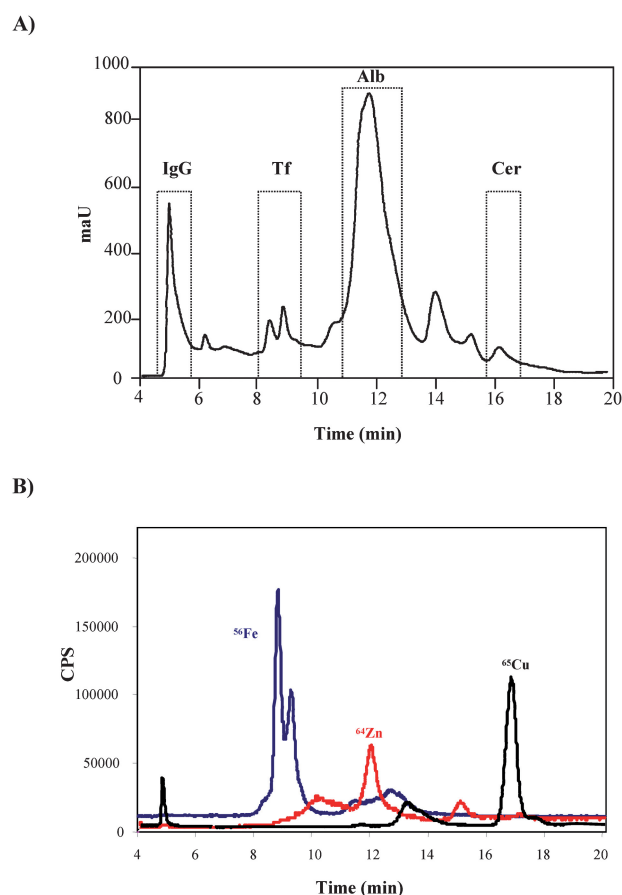 A)
1000
800
600
400
200
0
maU
IgG
Tf
Alb
Cer
4 6 8 10 12 14 16 18 20
Time (min)
B)
200000
150000
100000
50000
0
CPS
⁵⁶Fe
⁶⁴Zn
⁶⁵Cu
4 6 8 10 12 14 16 18 20
Time (min)